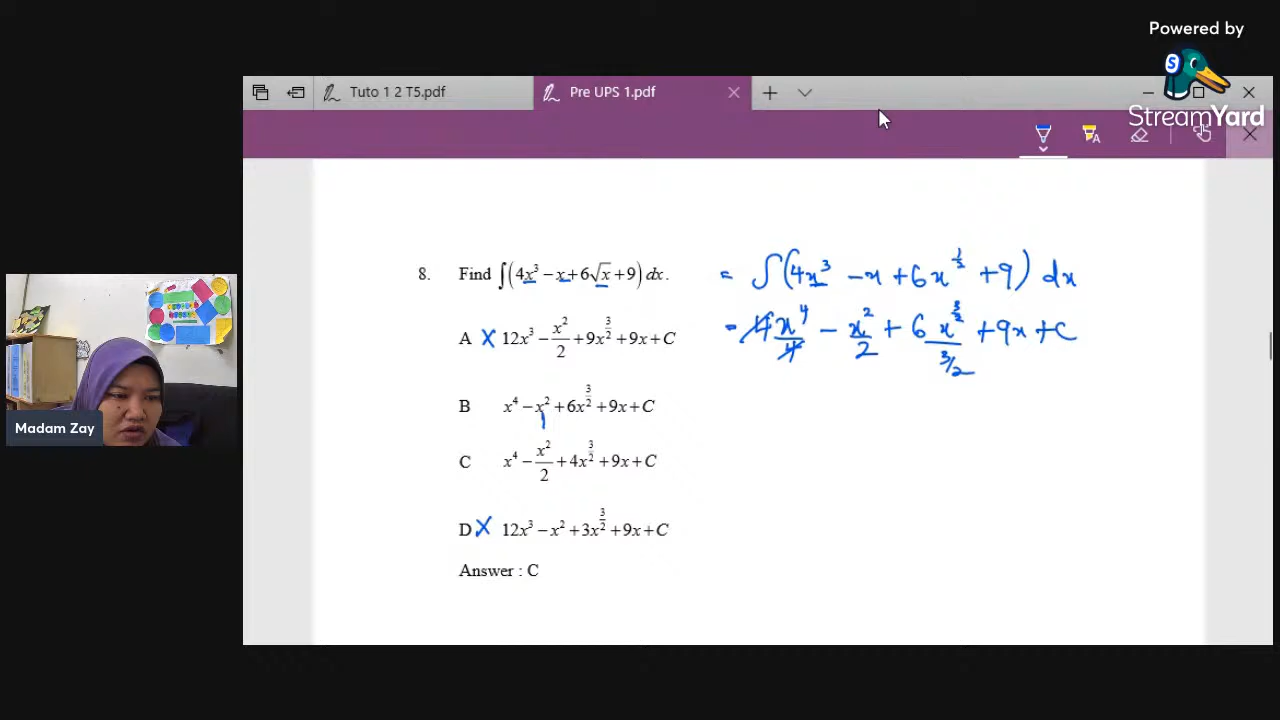 Powered by
StreamYard
Tuto 1 2 T5.pdf
Pre UPS 1.pdf
8. Find ∫(4x³ − x + 6√x + 9) dx.
= ∫(4x³ − x + 6x^½ + 9) dx
= 4x⁴/4 − x²/2 + 6x^(3/2)/(3/2) + 9x + C
A X 12x³ − x²/2 + 9x^(3/2) + 9x + C
B x⁴ − x² + 6x^(3/2) + 9x + C
C x⁴ − x²/2 + 4x^(3/2) + 9x + C
D X 12x³ − x² + 3x^(3/2) + 9x + C
Answer : C
Madam Zay